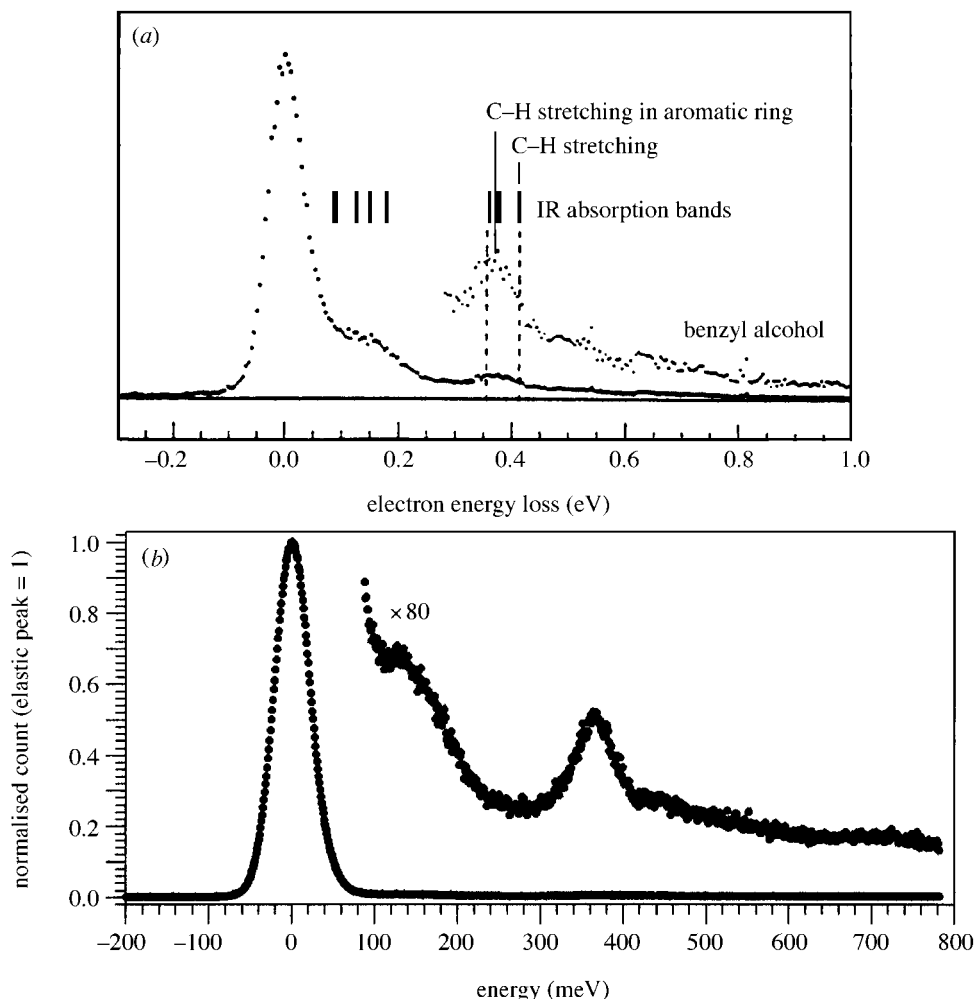 (a)
C–H stretching in aromatic ring
C–H stretching
IR absorption bands
benzyl alcohol
−0.2 0.0 0.2 0.4 0.6 0.8 1.0
electron energy loss (eV)
(b)
×80
normalised count (elastic peak = 1)
1.0
0.8
0.6
0.4
0.2
0.0
−200 −100 0 100 200 300 400 500 600 700 800
energy (meV)